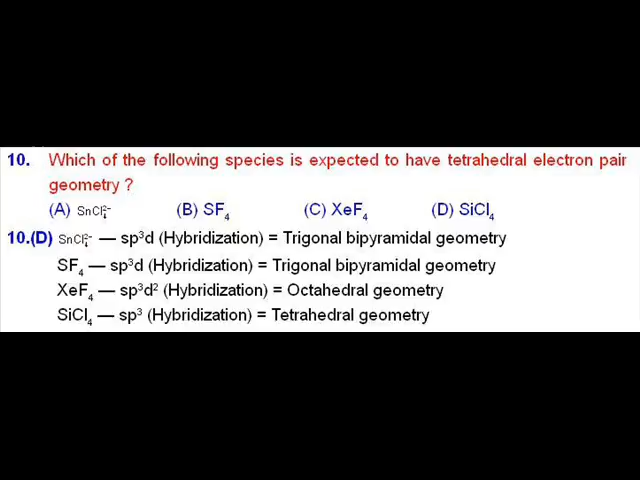 10. Which of the following species is expected to have tetrahedral electron pair
geometry ?
(A) SnCl₄²⁻ (B) SF₄ (C) XeF₄ (D) SiCl₄
10.(D) SnCl₄²⁻ — sp³d (Hybridization) = Trigonal bipyramidal geometry
SF₄ — sp³d (Hybridization) = Trigonal bipyramidal geometry
XeF₄ — sp³d² (Hybridization) = Octahedral geometry
SiCl₄ — sp³ (Hybridization) = Tetrahedral geometry